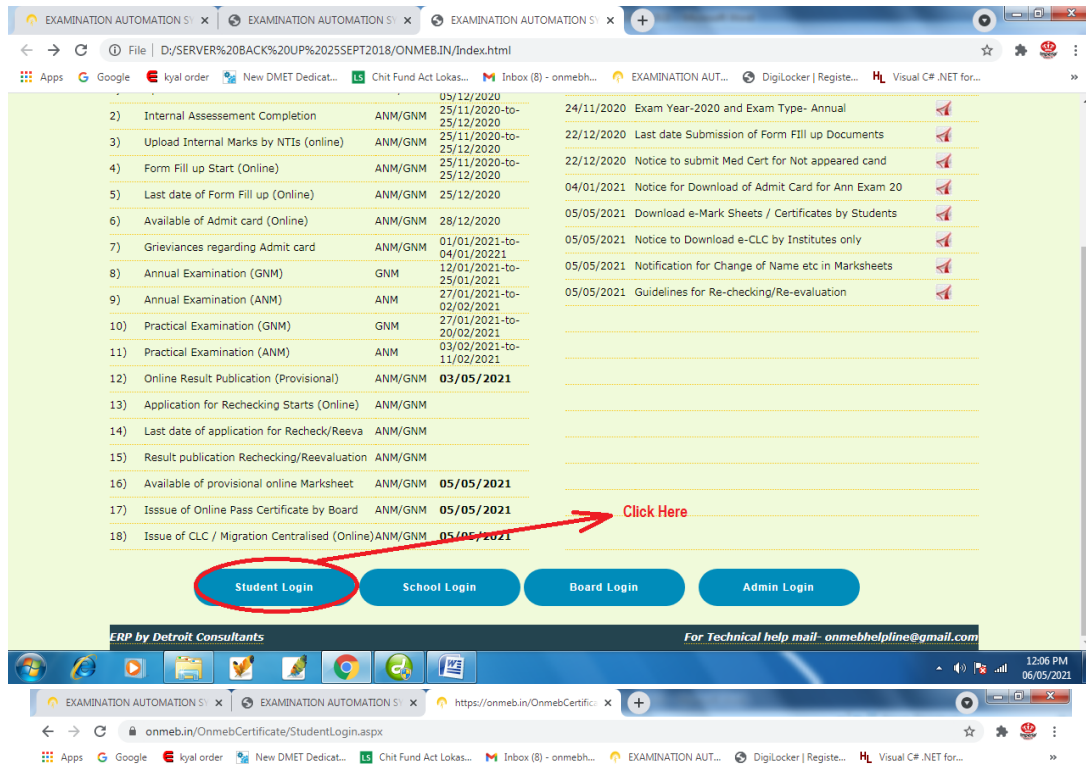 EXAMINATION AUTOMATION SY EXAMINATION AUTOMATION SY EXAMINATION AUTOMATION SY
File | D:/SERVER%20BACK%20UP%2025SEPT2018/ONMEB.IN/Index.html
Apps Google kyal order New DMET Dedicat... Chit Fund Act Lokas... Inbox (8) - onmebh... EXAMINATION AUT... DigiLocker | Registe... Visual C# .NET for... »
05/12/2020
2) Internal Assessement Completion ANM/GNM 25/11/2020-to-
25/12/2020
3) Upload Internal Marks by NTIs (online) ANM/GNM 25/11/2020-to-
25/12/2020
4) Form Fill up Start (Online) ANM/GNM 25/11/2020-to-
25/12/2020
5) Last date of Form Fill up (Online) ANM/GNM 25/12/2020
6) Available of Admit card (Online) ANM/GNM 28/12/2020
7) Grieviances regarding Admit card ANM/GNM 01/01/2021-to-
04/01/20221
8) Annual Examination (GNM) GNM 12/01/2021-to-
25/01/2021
9) Annual Examination (ANM) ANM 27/01/2021-to-
02/02/2021
10) Practical Examination (GNM) GNM 27/01/2021-to-
20/02/2021
11) Practical Examination (ANM) ANM 03/02/2021-to-
11/02/2021
12) Online Result Publication (Provisional) ANM/GNM 03/05/2021
13) Application for Rechecking Starts (Online) ANM/GNM
14) Last date of application for Recheck/Reeva ANM/GNM
15) Result publication Rechecking/Reevaluation ANM/GNM
16) Available of provisional online Marksheet ANM/GNM 05/05/2021
17) Isssue of Online Pass Certificate by Board ANM/GNM 05/05/2021
18) Issue of CLC / Migration Centralised (Online) ANM/GNM 05/05/2021
24/11/2020 Exam Year-2020 and Exam Type- Annual
22/12/2020 Last date Submission of Form FIll up Documents
22/12/2020 Notice to submit Med Cert for Not appeared cand
04/01/2021 Notice for Download of Admit Card for Ann Exam 20
05/05/2021 Download e-Mark Sheets / Certificates by Students
05/05/2021 Notice to Download e-CLC by Institutes only
05/05/2021 Notification for Change of Name etc in Marksheets
05/05/2021 Guidelines for Re-checking/Re-evaluation
Click Here
Student Login School Login Board Login Admin Login
ERP by Detroit Consultants For Technical help mail- onmebhelpline@gmail.com
12:06 PM
06/05/2021
EXAMINATION AUTOMATION SY EXAMINATION AUTOMATION SY https://onmeb.in/OnmebCertifica
onmeb.in/OnmebCertificate/StudentLogin.aspx
Apps Google kyal order New DMET Dedicat... Chit Fund Act Lokas... Inbox (8) - onmebh... EXAMINATION AUT... DigiLocker | Registe... Visual C# .NET for... »